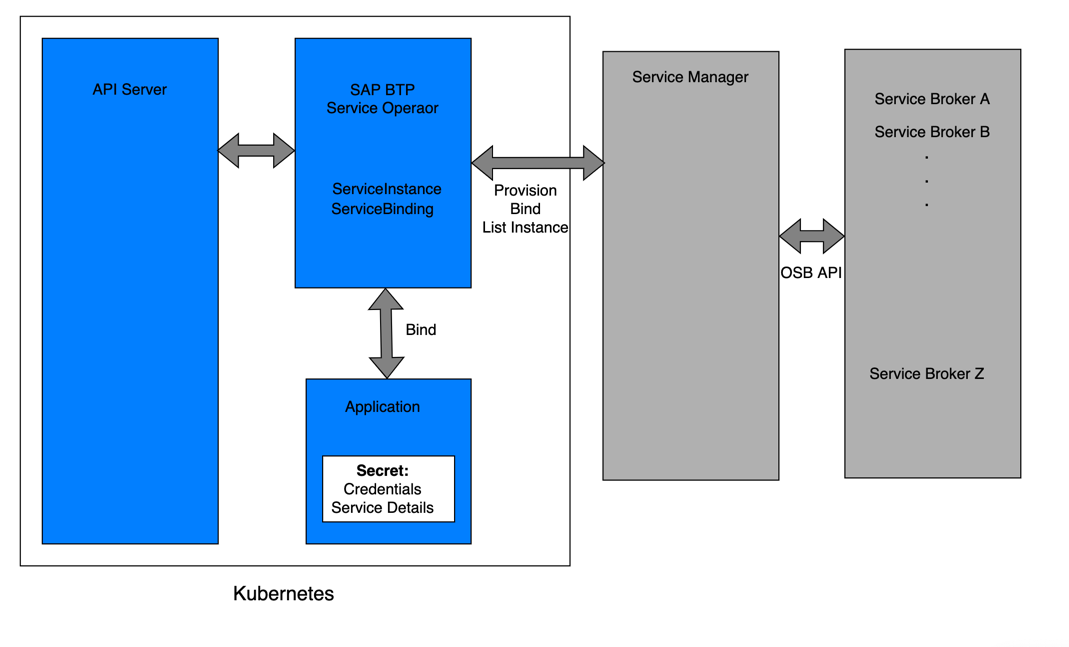 API Server
SAP BTP
Service Operaor
ServiceInstance
ServiceBinding
Provision
Bind
List Instance
Service Manager
OSB API
Service Broker A
Service Broker B
.
.
.
Service Broker Z
Bind
Application
Secret:
Credentials
Service Details
Kubernetes